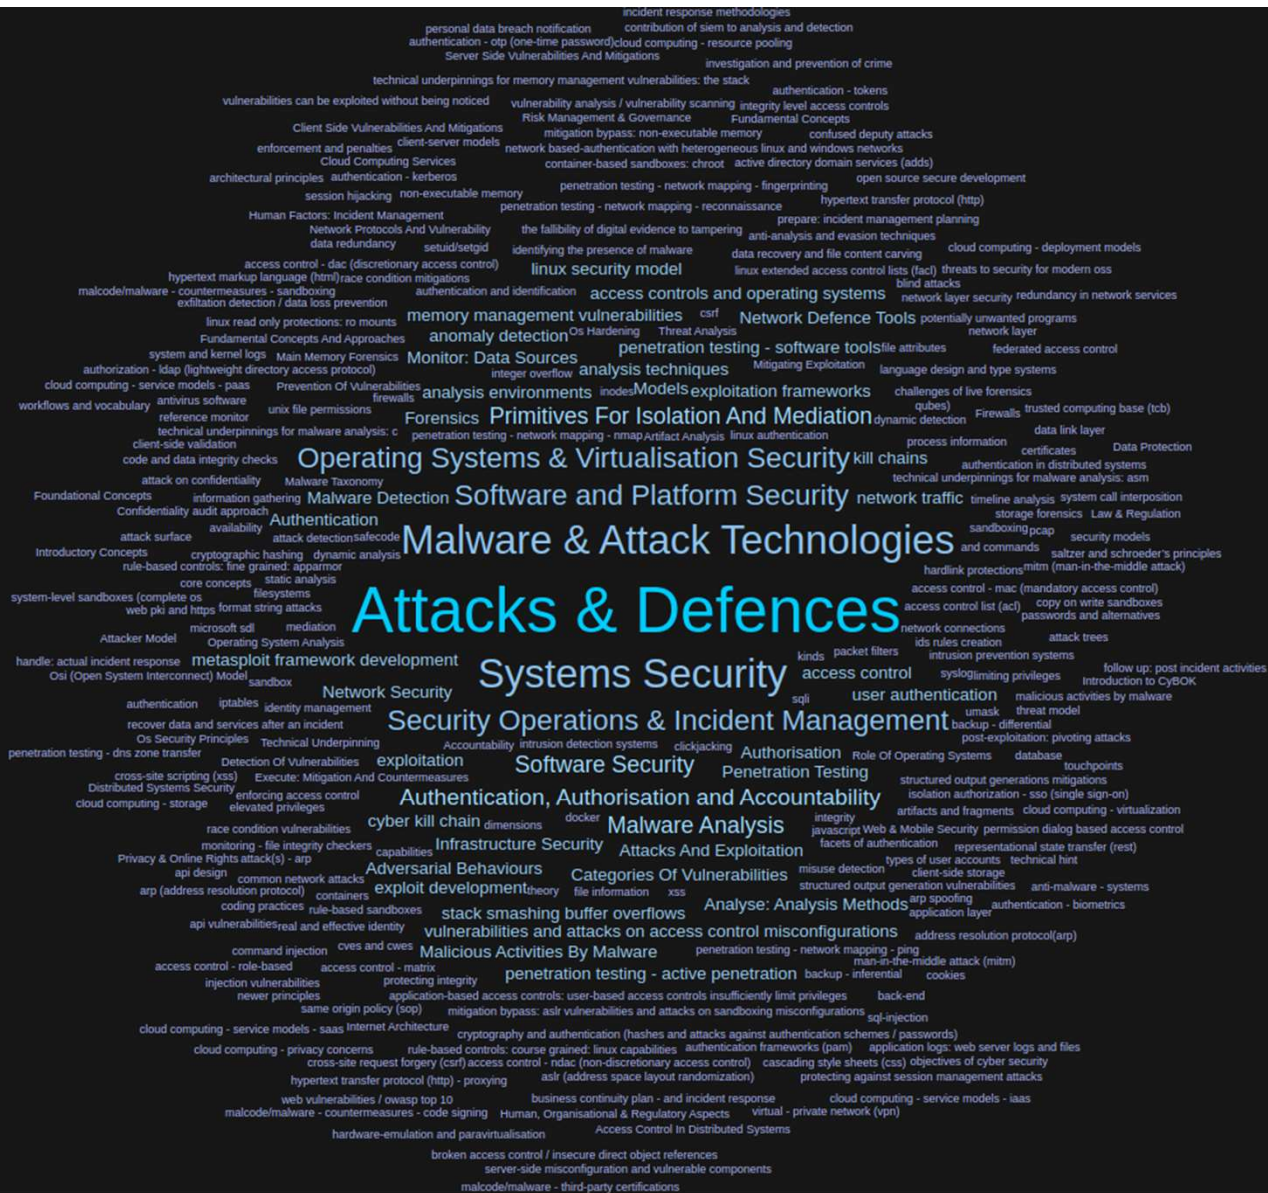 incident response methodologies
personal data breach notification
contribution of siem to analysis and detection
authentication - otp (one-time password)
cloud computing - resource pooling
Server Side Vulnerabilities And Mitigations
investigation and prevention of crime
technical underpinnings for memory management vulnerabilities: the stack
authentication - tokens
vulnerabilities can be exploited without being noticed
vulnerability analysis / vulnerability scanning
integrity level access controls
Risk Management & Governance
Fundamental Concepts
Client Side Vulnerabilities And Mitigations
mitigation bypass: non-executable memory
confused deputy attacks
enforcement and penalties
client-server models
network based-authentication with heterogeneous linux and windows networks
Cloud Computing Services
container-based sandboxes: chroot
active directory domain services (adds)
architectural principles
authentication - kerberos
open source secure development
penetration testing - network mapping - fingerprinting
session hijacking
non-executable memory
hypertext transfer protocol (http)
penetration testing - network mapping - reconnaissance
Human Factors: Incident Management
prepare: incident management planning
Network Protocols And Vulnerability
the fallibility of digital evidence to tampering
anti-analysis and evasion techniques
data redundancy
setuid/setgid
identifying the presence of malware
data recovery and file content carving
cloud computing - deployment models
access control - dac (discretionary access control)
linux security model
linux extended access control lists (facl)
threats to security for modern oss
hypertext markup language (html)
race condition mitigations
blind attacks
malcode/malware - countermeasures - sandboxing
authentication and identification
access controls and operating systems
network layer security
redundancy in network services
exfiltation detection / data loss prevention
memory management vulnerabilities
csrf
Network Defence Tools
potentially unwanted programs
linux read only protections: ro mounts
anomaly detection
Os Hardening
Threat Analysis
network layer
Fundamental Concepts And Approaches
penetration testing - software tools
file attributes
federated access control
system and kernel logs
Main Memory Forensics
Monitor: Data Sources
authorization - ldap (lightweight directory access protocol)
integer overflow
analysis techniques
Mitigating Exploitation
language design and type systems
cloud computing - service models - paas
Prevention Of Vulnerabilities
analysis environments
inodes
Models
exploitation frameworks
challenges of live forensics
workflows and vocabulary
antivirus software
firewalls
qubes)
reference monitor
unix file permissions
Forensics
Primitives For Isolation And Mediation
dynamic detection
Firewalls
trusted computing base (tcb)
technical underpinnings for malware analysis: c
penetration testing - network mapping - nmap
Artifact Analysis
linux authentication
data link layer
client-side validation
process information
certificates
Data Protection
code and data integrity checks
Operating Systems & Virtualisation Security
kill chains
authentication in distributed systems
attack on confidentiality
Malware Taxonomy
technical underpinnings for malware analysis: asm
Foundational Concepts
information gathering
Malware Detection
Software and Platform Security
network traffic
timeline analysis
system call interposition
Confidentiality
audit approach
Authentication
storage forensics
Law & Regulation
availability
sandboxing
pcap
attack surface
attack detection
safecode
Malware & Attack Technologies
security models
Introductory Concepts
cryptographic hashing
dynamic analysis
and commands
saltzer and schroeder's principles
rule-based controls: fine grained: apparmor
hardlink protections
mitm (man-in-the-middle attack)
core concepts
static analysis
access control - mac (mandatory access control)
system-level sandboxes (complete os
filesystems
Attacks & Defences
access control list (acl)
copy on write sandboxes
web pki and https
format string attacks
passwords and alternatives
microsoft sdl
mediation
network connections
Attacker Model
Operating System Analysis
ids rules creation
attack trees
handle: actual incident response
metasploit framework development
kinds
packet filters
intrusion prevention systems
Osi (Open System Interconnect) Model
sandbox
Systems Security
access control
syslog
limiting privileges
follow up: post incident activities
Introduction to CyBOK
Network Security
sqli
user authentication
malicious activities by malware
authentication
iptables
identity management
umask
threat model
recover data and services after an incident
Security Operations & Incident Management
backup - differential
Os Security Principles
Technical Underpinning
Accountability
intrusion detection systems
clickjacking
post-exploitation: pivoting attacks
penetration testing - dns zone transfer
Authorisation
Role Of Operating Systems
database
Detection Of Vulnerabilities
exploitation
Software Security
Penetration Testing
touchpoints
cross-site scripting (xss)
Execute: Mitigation And Countermeasures
structured output generations mitigations
Distributed Systems Security
enforcing access control
Authentication, Authorisation and Accountability
isolation
authorization - sso (single sign-on)
cloud computing - storage
elevated privileges
artifacts and fragments
cloud computing - virtualization
race condition vulnerabilities
cyber kill chain
dimensions
docker
Malware Analysis
integrity
javascript
Web & Mobile Security
permission dialog based access control
monitoring - file integrity checkers
capabilities
Infrastructure Security
Attacks And Exploitation
facets of authentication
representational state transfer (rest)
Privacy & Online Rights
attack(s) - arp
types of user accounts
technical hint
api design
common network attacks
Adversarial Behaviours
Categories Of Vulnerabilities
misuse detection
client-side storage
arp (address resolution protocol)
containers
exploit development
theory
file information
xss
structured output generation vulnerabilities
anti-malware - systems
coding practices
rule-based sandboxes
stack smashing buffer overflows
Analyse: Analysis Methods
arp spoofing
authentication - biometrics
application layer
api vulnerabilities
real and effective identity
vulnerabilities and attacks on access control misconfigurations
address resolution protocol(arp)
command injection
cves and cwes
Malicious Activities By Malware
penetration testing - network mapping - ping
man-in-the-middle attack (mitm)
access control - role-based
access control - matrix
penetration testing - active penetration
backup - inferential
cookies
injection vulnerabilities
protecting integrity
newer principles
application-based access controls: user-based access controls insufficiently limit privileges
back-end
same origin policy (sop)
mitigation bypass: aslr
vulnerabilities and attacks on sandboxing misconfigurations
sql-injection
cloud computing - service models - saas
Internet Architecture
cryptography and authentication (hashes and attacks against authentication schemes / passwords)
cloud computing - privacy concerns
rule-based controls: course grained: linux capabilities
authentication frameworks (pam)
application logs: web server logs and files
cross-site request forgery (csrf)
access control - ndac (non-discretionary access control)
cascading style sheets (css)
objectives of cyber security
hypertext transfer protocol (http) - proxying
aslr (address space layout randomization)
protecting against session management attacks
web vulnerabilities / owasp top 10
business continuity plan - and incident response
cloud computing - service models - iaas
malcode/malware - countermeasures - code signing
Human, Organisational & Regulatory Aspects
virtual - private network (vpn)
hardware-emulation and paravirtualisation
Access Control In Distributed Systems
broken access control / insecure direct object references
server-side misconfiguration and vulnerable components
malcode/malware - third-party certifications